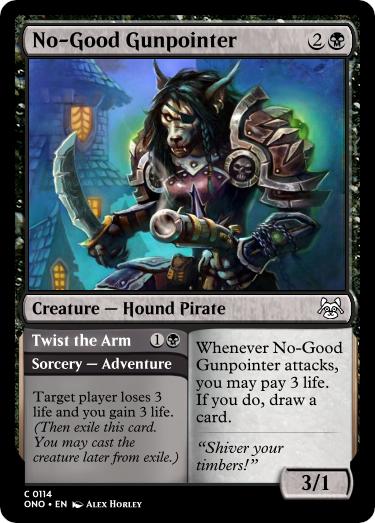 No-Good Gunpointer 2
Creature — Hound Pirate
Twist the Arm 1
Sorcery — Adventure
Target player loses 3
life and you gain 3 life.
(Then exile this card.
You may cast the
creature later from exile.)
Whenever No-Good
Gunpointer attacks,
you may pay 3 life.
If you do, draw a
card.
“Shiver your
timbers!”
3/1
C 0114
ONO • EN ALEX HORLEY